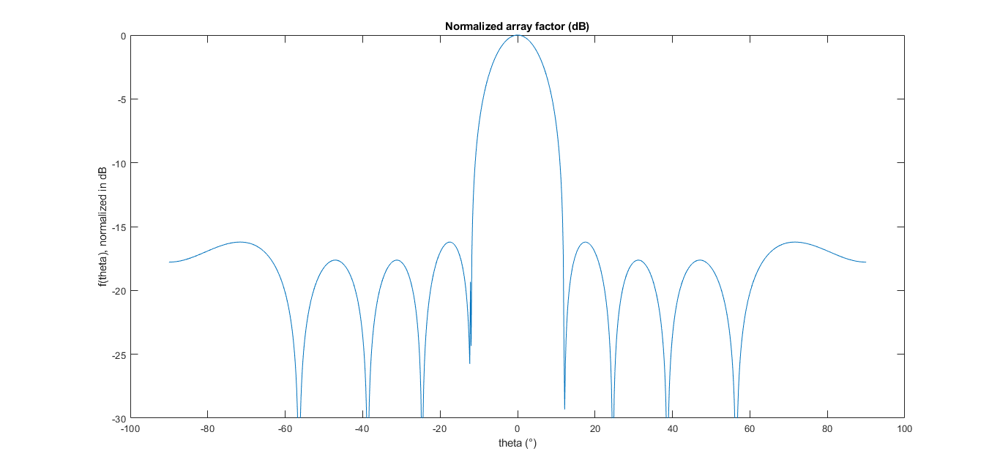 Normalized array factor (dB)
f(theta), normalized in dB
0
-5
-10
-15
-20
-25
-30
-100 -80 -60 -40 -20 0 20 40 60 80 100
theta (°)